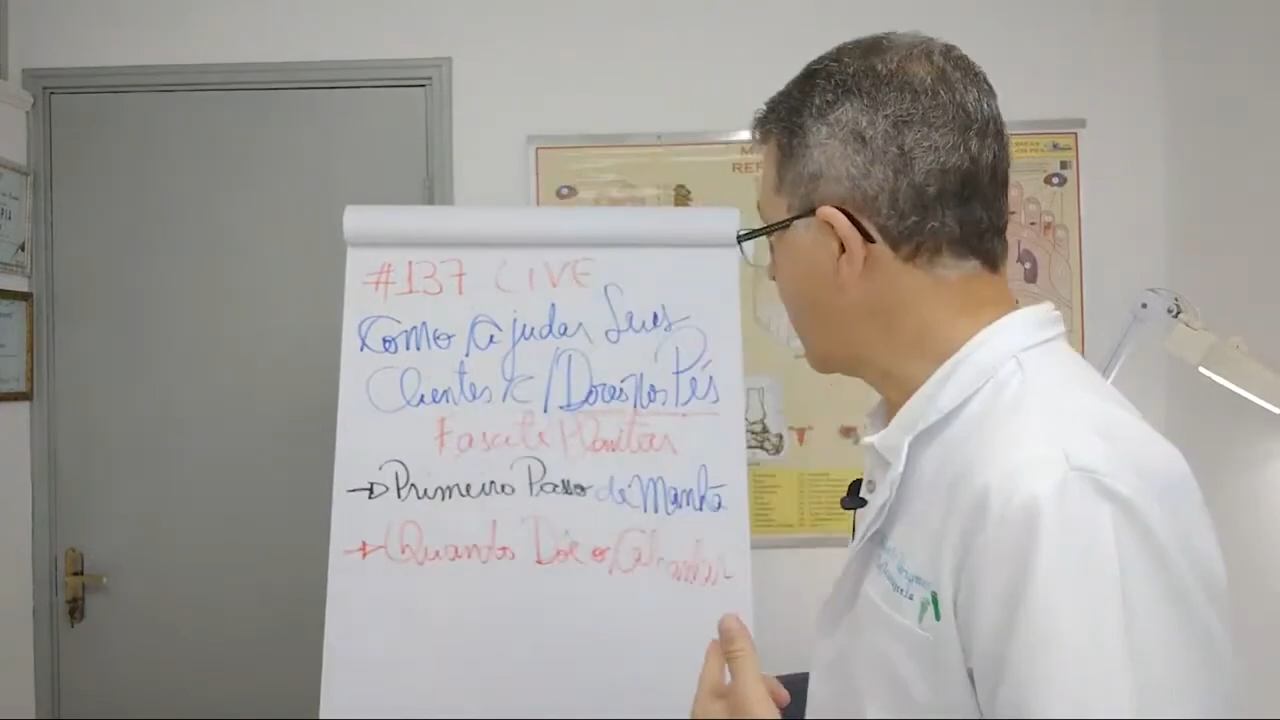 #137 LIVE
Como Ajudar Seus
Clientes c/ Dores nos Pés
Fascite Plantar
Primeiro Passo de Manhã
Quando Dói o Calcanhar